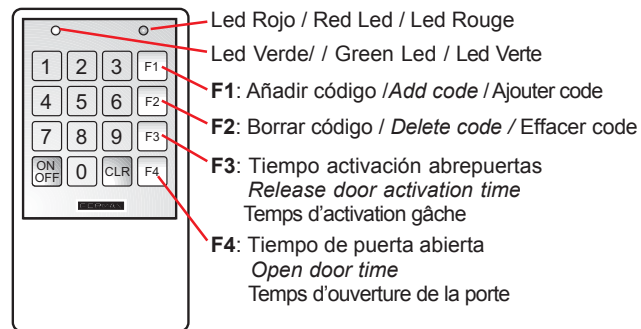 Led Rojo / Red Led / Led Rouge
Led Verde/ / Green Led / Led Verte
1 2 3 F1
F1: Añadir código /Add code / Ajouter code
4 5 6 F2
F2: Borrar código / Delete code / Effacer code
7 8 9 F3
F3: Tiempo activación abrepuertas
Release door activation time
Temps d'activation gâche
ON OFF 0 CLR F4
F4: Tiempo de puerta abierta
Open door time
Temps d'ouverture de la porte